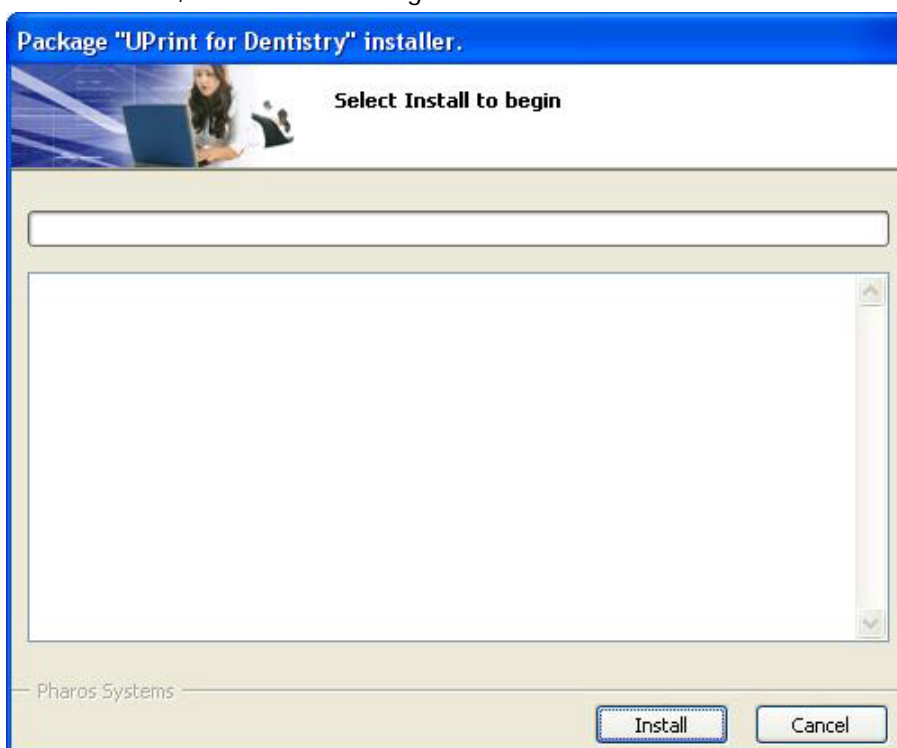 Package "UPrint for Dentistry" installer.
Select Install to begin
Pharos Systems
Install
Cancel